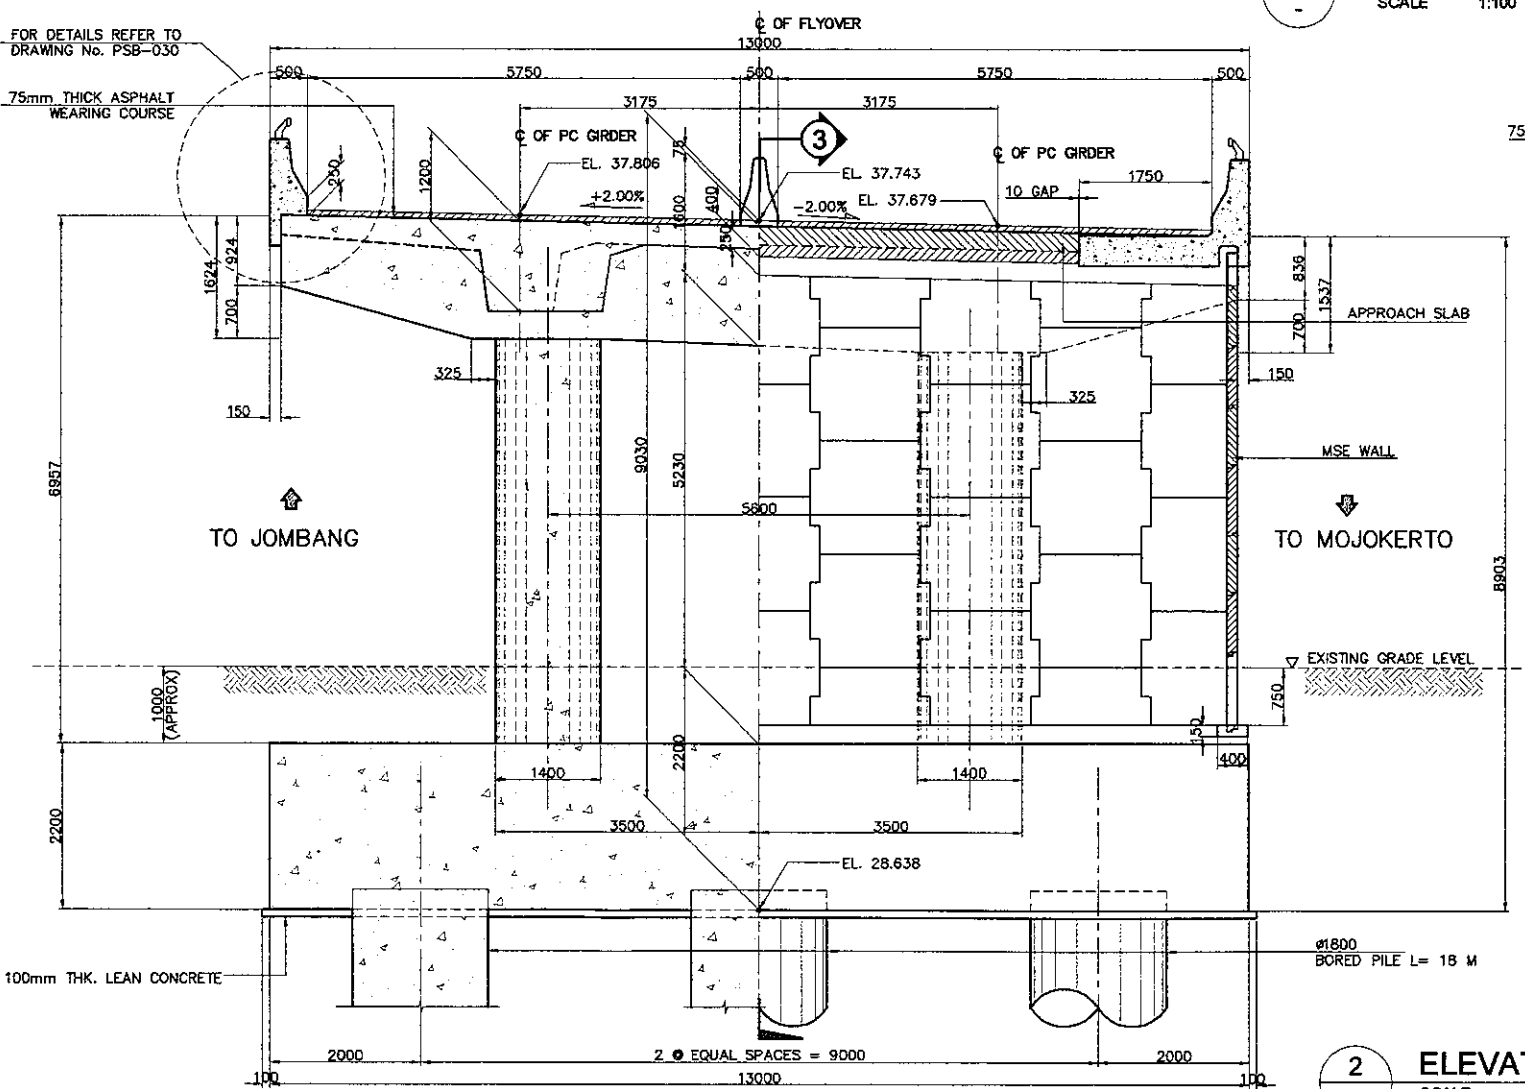 -
SCALE 1:100
℄ OF FLYOVER
13000
FOR DETAILS REFER TO
DRAWING No. PSB-030
500
5750
500
5750
500
75mm THICK ASPHALT
WEARING COURSE
3175
3175
75
℄ OF PC GIRDER
3
℄ OF PC GIRDER
EL. 37.806
75
EL. 37.743
250
1200
+2.00%
400
1600
-2.00%
EL. 37.679
10 GAP
1750
250
924
1624
700
836
1537
700
APPROACH SLAB
325
150
325
150
6957
9030
5230
MSE WALL
5600
TO JOMBANG
TO MOJOKERTO
8903
EXISTING GRADE LEVEL
1000
(APPROX)
750
150
400
2200
1400
1400
2200
3500
3500
EL. 28.638
100mm THK. LEAN CONCRETE
ø1800
BORED PILE L= 18 M
2000
2 @ EQUAL SPACES = 9000
2000
100
13000
100
2